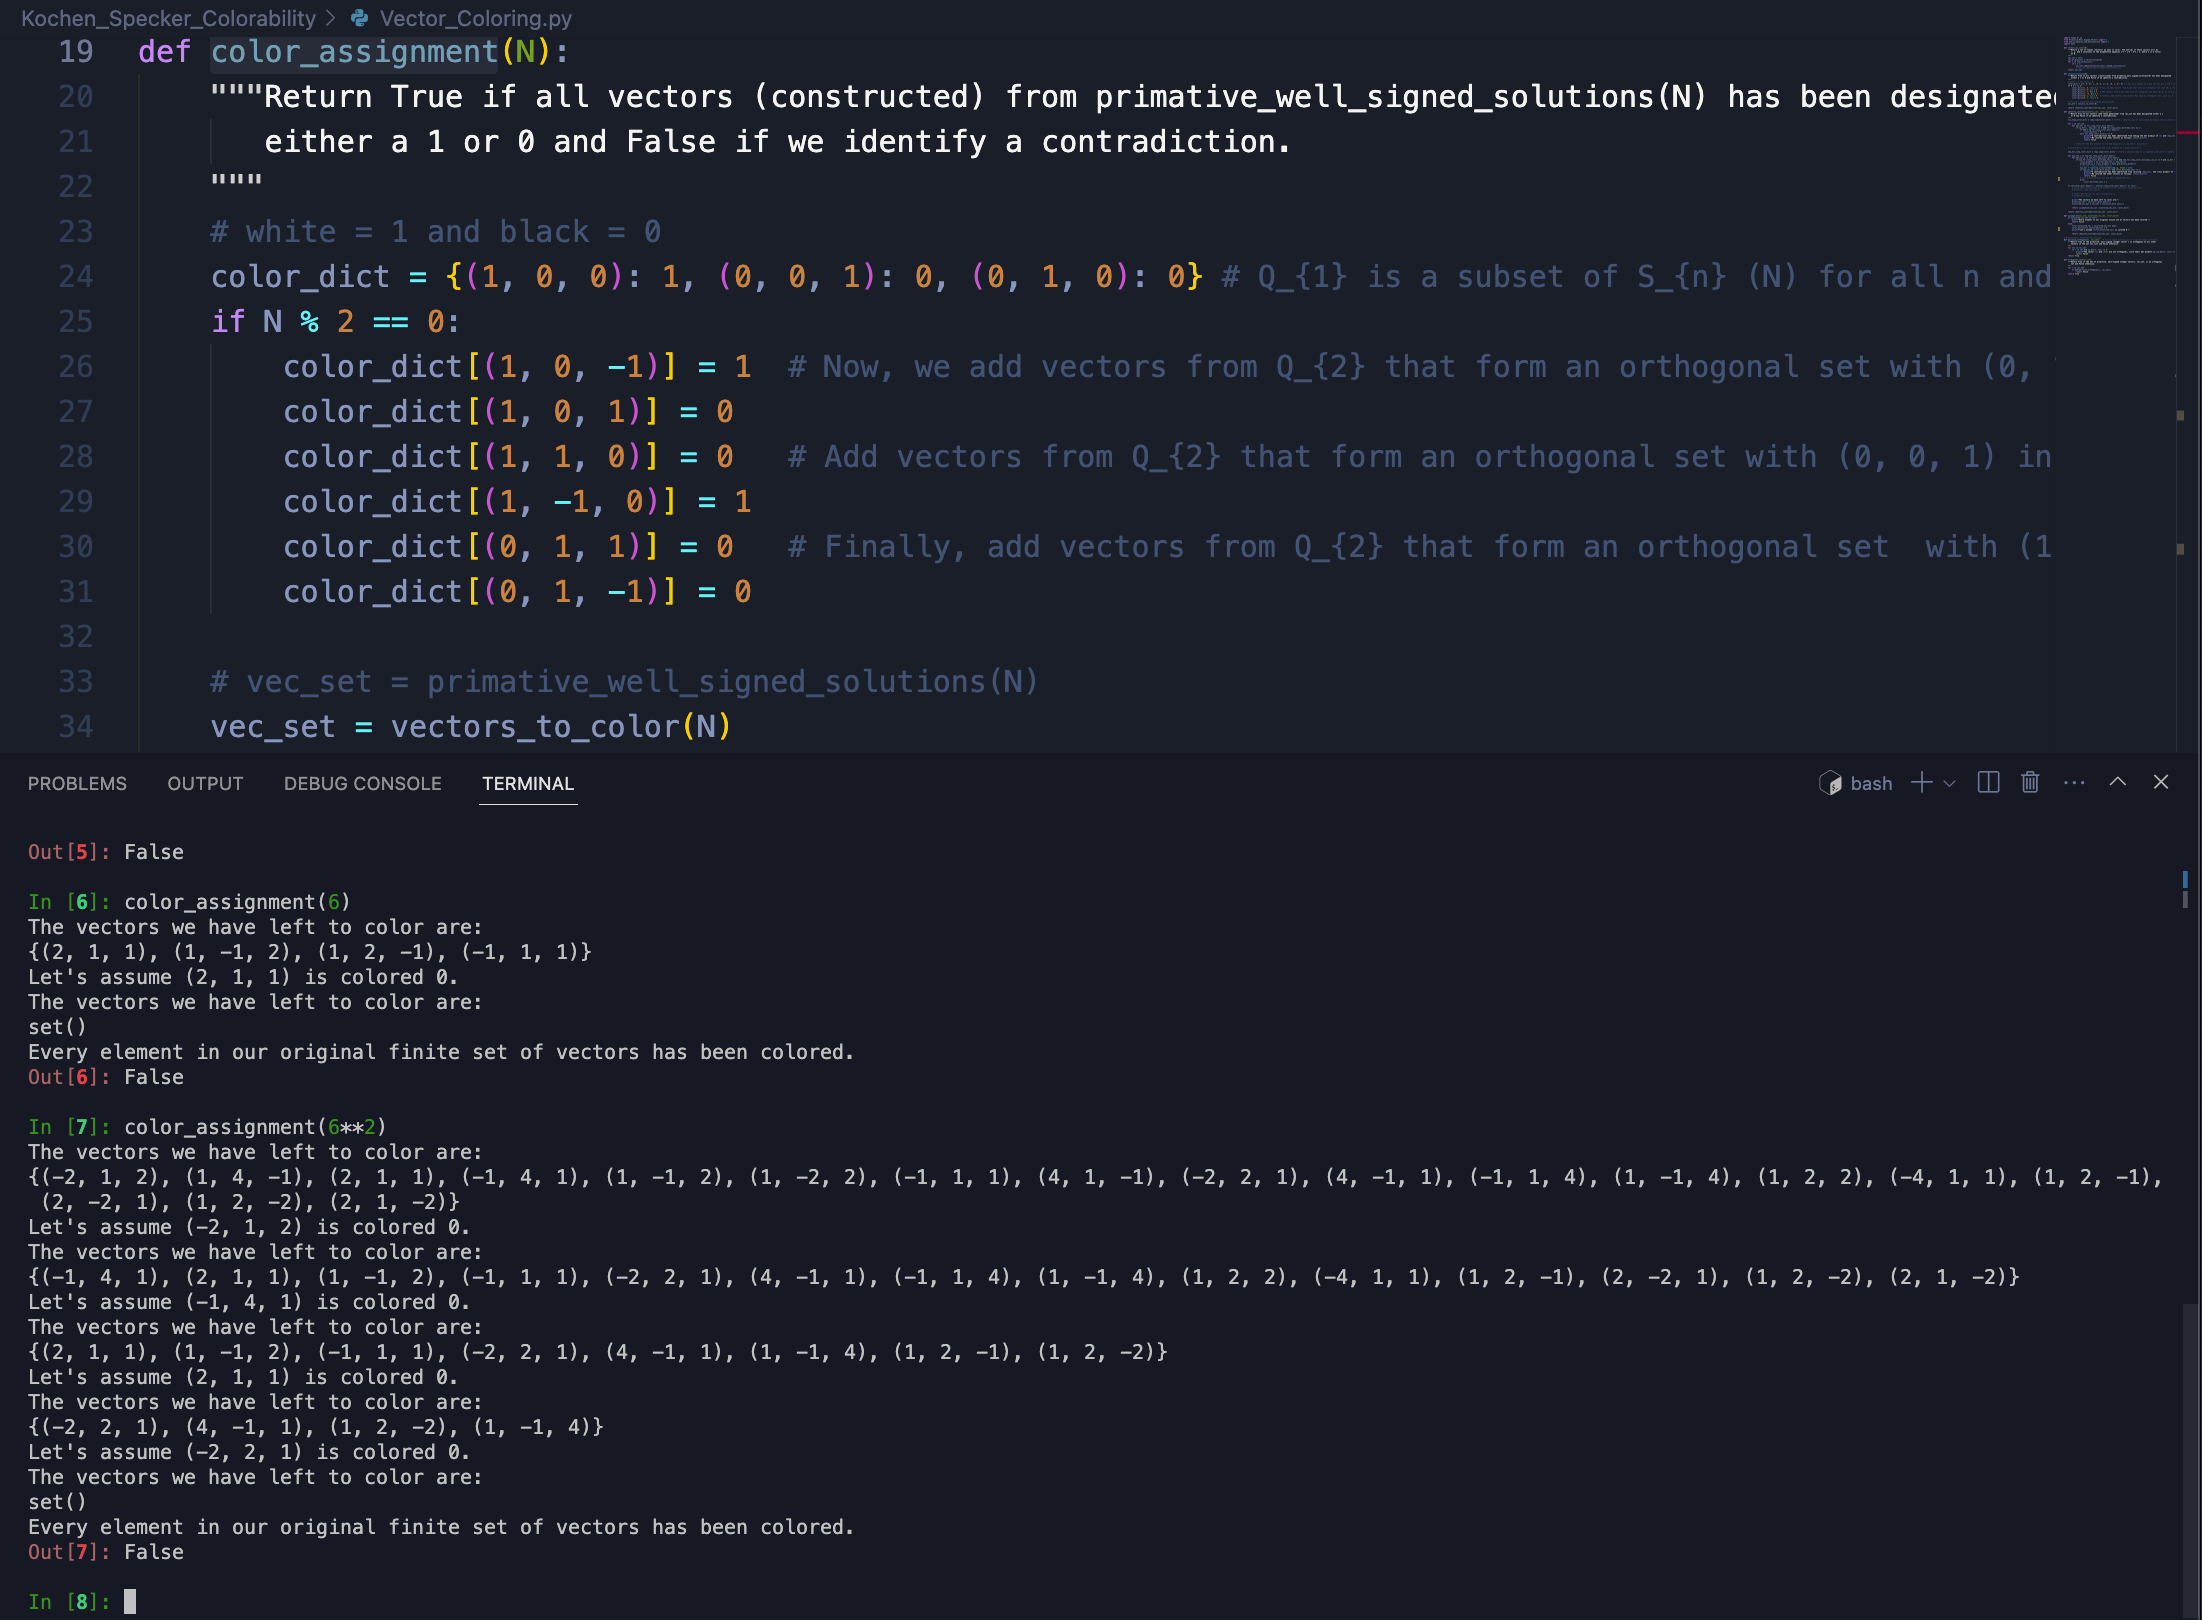 Kochen_Specker_Colorability > Vector_Coloring.py
19 def color_assignment(N):
20 """Return True if all vectors (constructed) from primative_well_signed_solutions(N) has been designate
21 either a 1 or 0 and False if we identify a contradiction.
22 """
23 # white = 1 and black = 0
24 color_dict = {(1, 0, 0): 1, (0, 0, 1): 0, (0, 1, 0): 0} # Q_{1} is a subset of S_{n} (N) for all n and
25 if N % 2 == 0:
26 color_dict[(1, 0, -1)] = 1 # Now, we add vectors from Q_{2} that form an orthogonal set with (0,
27 color_dict[(1, 0, 1)] = 0
28 color_dict[(1, 1, 0)] = 0 # Add vectors from Q_{2} that form an orthogonal set with (0, 0, 1) in
29 color_dict[(1, -1, 0)] = 1
30 color_dict[(0, 1, 1)] = 0 # Finally, add vectors from Q_{2} that form an orthogonal set  with (1
31 color_dict[(0, 1, -1)] = 0
32
33 # vec_set = primative_well_signed_solutions(N)
34 vec_set = vectors_to_color(N)
PROBLEMS OUTPUT DEBUG CONSOLE TERMINAL bash
Out[5]: False
In [6]: color_assignment(6)
The vectors we have left to color are:
{(2, 1, 1), (1, -1, 2), (1, 2, -1), (-1, 1, 1)}
Let's assume (2, 1, 1) is colored 0.
The vectors we have left to color are:
set()
Every element in our original finite set of vectors has been colored.
Out[6]: False
In [7]: color_assignment(6**2)
The vectors we have left to color are:
{(-2, 1, 2), (1, 4, -1), (2, 1, 1), (-1, 4, 1), (1, -1, 2), (1, -2, 2), (-1, 1, 1), (4, 1, -1), (-2, 2, 1), (4, -1, 1), (-1, 1, 4), (1, -1, 4), (1, 2, 2), (-4, 1, 1), (1, 2, -1),
(2, -2, 1), (1, 2, -2), (2, 1, -2)}
Let's assume (-2, 1, 2) is colored 0.
The vectors we have left to color are:
{(-1, 4, 1), (2, 1, 1), (1, -1, 2), (-1, 1, 1), (-2, 2, 1), (4, -1, 1), (-1, 1, 4), (1, -1, 4), (1, 2, 2), (-4, 1, 1), (1, 2, -1), (2, -2, 1), (1, 2, -2), (2, 1, -2)}
Let's assume (-1, 4, 1) is colored 0.
The vectors we have left to color are:
{(2, 1, 1), (1, -1, 2), (-1, 1, 1), (-2, 2, 1), (4, -1, 1), (1, -1, 4), (1, 2, -1), (1, 2, -2)}
Let's assume (2, 1, 1) is colored 0.
The vectors we have left to color are:
{(-2, 2, 1), (4, -1, 1), (1, 2, -2), (1, -1, 4)}
Let's assume (-2, 2, 1) is colored 0.
The vectors we have left to color are:
set()
Every element in our original finite set of vectors has been colored.
Out[7]: False
In [8]: